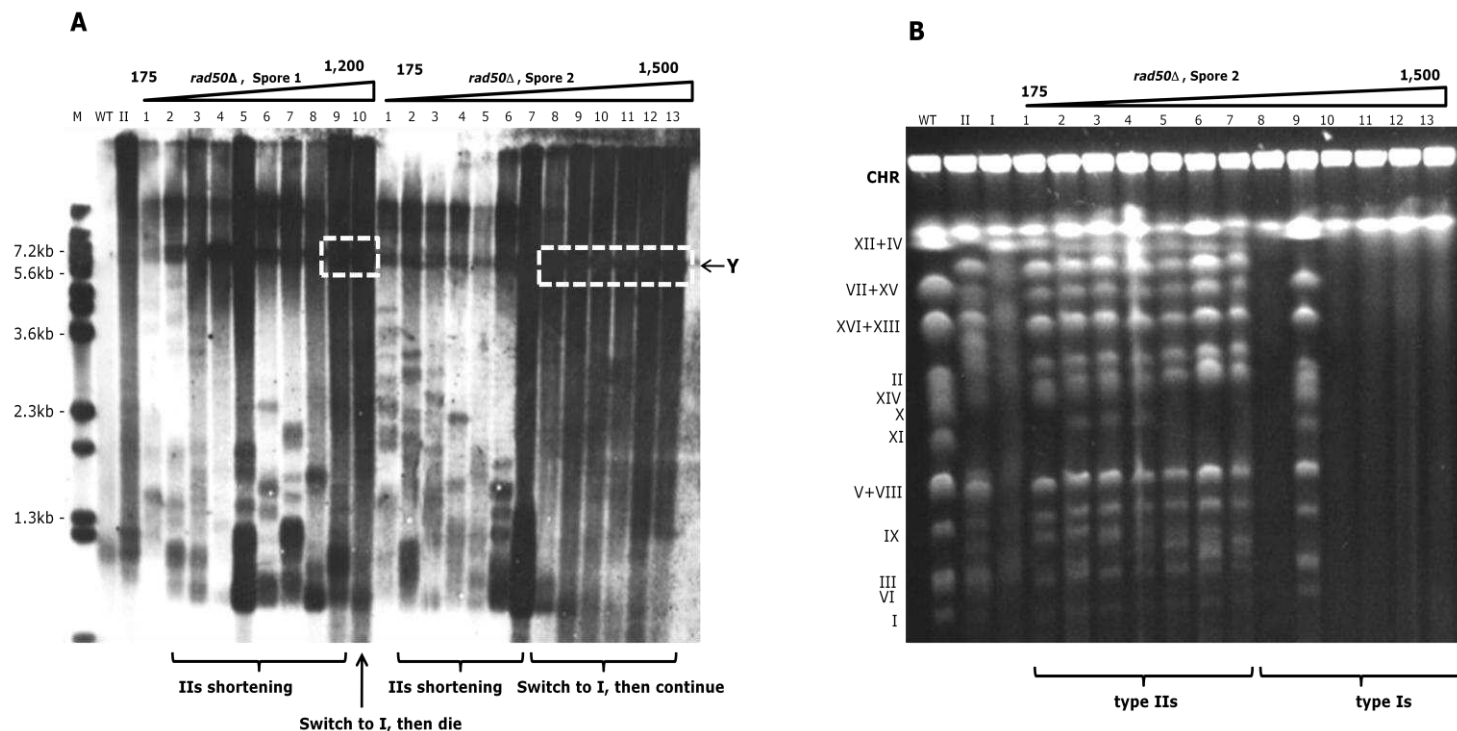 A
175 rad50Δ , Spore 1 1,200
175 rad50Δ , Spore 2 1,500
M WT II 1 2 3 4 5 6 7 8 9 10 1 2 3 4 5 6 7 8 9 10 11 12 13
7.2kb -
5.6kb -
3.6kb -
2.3kb -
1.3kb -
←Y
IIs shortening
Switch to I, then die
IIs shortening
Switch to I, then continue
B
175 rad50Δ , Spore 2 1,500
WT II I 1 2 3 4 5 6 7 8 9 10 11 12 13
CHR
XII+IV
VII+XV
XVI+XIII
II
XIV
X
XI
V+VIII
IX
III
VI
I
type IIs
type Is